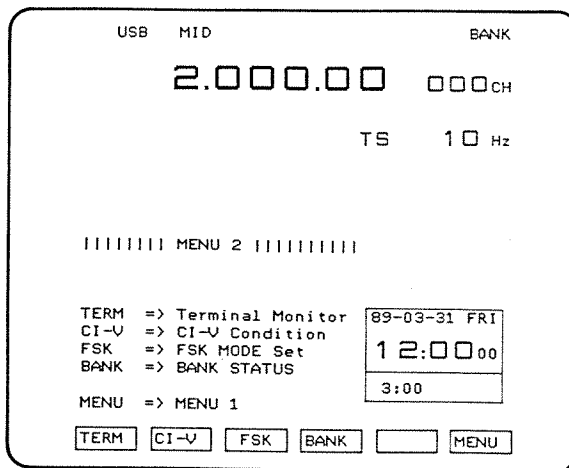 USB MID BANK
2.000.00 000CH
TS 10 Hz
|||||||| MENU 2 ||||||||||
TERM => Terminal Monitor
CI-V => CI-V Condition
FSK => FSK MODE Set
BANK => BANK STATUS
MENU => MENU 1
89-03-31 FRI
12:00 00
3:00
TERM CI-V FSK BANK MENU